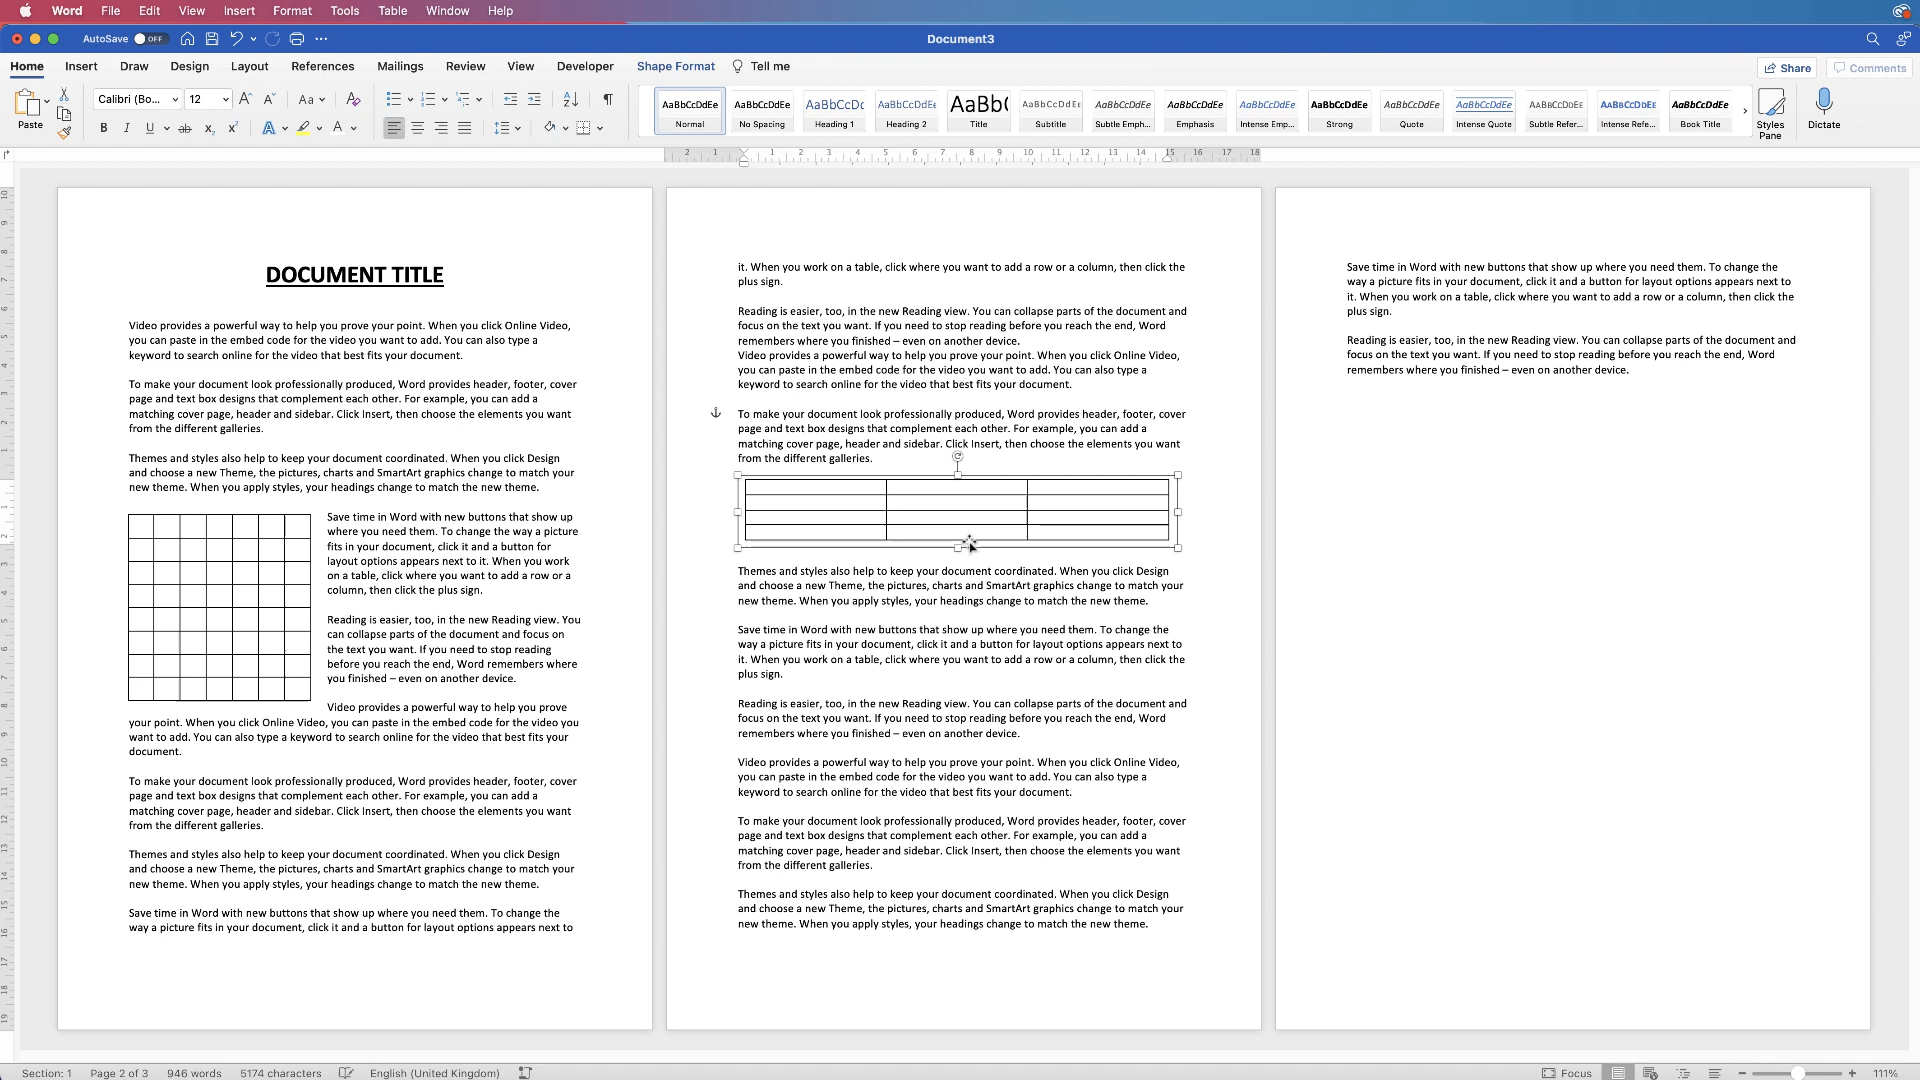 Word File Edit View Insert Format Tools Table Window Help
AutoSave OFF Document3
Home Insert Draw Design Layout References Mailings Review View Developer Shape Format Tell me Share Comments
Paste Calibri (Bo... 12
AaBbCcDdEe AaBbCcDdEe AaBbCcDc AaBbCcDdEe AaBb( AaBbCcDdEe AaBbCcDdEe AaBbCcDdEe AaBbCcDdEe AaBbCcDdEe AaBbCcDdEe AaBbCcDdEe AaBbCcDdEe AaBbCcDdEe AaBbCcDdEe
Normal No Spacing Heading 1 Heading 2 Title Subtitle Subtle Emph... Emphasis Intense Emp... Strong Quote Intense Quote Subtle Refer... Intense Refe... Book Title
Styles Pane
Dictate
2 1 1 2 3 4 5 6 7 8 9 10 11 12 13 14 15 16 17 18
DOCUMENT TITLE
Video provides a powerful way to help you prove your point. When you click Online Video,
you can paste in the embed code for the video you want to add. You can also type a
keyword to search online for the video that best fits your document.
To make your document look professionally produced, Word provides header, footer, cover
page and text box designs that complement each other. For example, you can add a
matching cover page, header and sidebar. Click Insert, then choose the elements you want
from the different galleries.
Themes and styles also help to keep your document coordinated. When you click Design
and choose a new Theme, the pictures, charts and SmartArt graphics change to match your
new theme. When you apply styles, your headings change to match the new theme.
Save time in Word with new buttons that show up
where you need them. To change the way a picture
fits in your document, click it and a button for
layout options appears next to it. When you work
on a table, click where you want to add a row or a
column, then click the plus sign.
Reading is easier, too, in the new Reading view. You
can collapse parts of the document and focus on
the text you want. If you need to stop reading
before you reach the end, Word remembers where
you finished – even on another device.
Video provides a powerful way to help you prove
your point. When you click Online Video, you can paste in the embed code for the video you
want to add. You can also type a keyword to search online for the video that best fits your
document.
To make your document look professionally produced, Word provides header, footer, cover
page and text box designs that complement each other. For example, you can add a
matching cover page, header and sidebar. Click Insert, then choose the elements you want
from the different galleries.
Themes and styles also help to keep your document coordinated. When you click Design
and choose a new Theme, the pictures, charts and SmartArt graphics change to match your
new theme. When you apply styles, your headings change to match the new theme.
Save time in Word with new buttons that show up where you need them. To change the
way a picture fits in your document, click it and a button for layout options appears next to
it. When you work on a table, click where you want to add a row or a column, then click the
plus sign.
Reading is easier, too, in the new Reading view. You can collapse parts of the document and
focus on the text you want. If you need to stop reading before you reach the end, Word
remembers where you finished – even on another device.
Video provides a powerful way to help you prove your point. When you click Online Video,
you can paste in the embed code for the video you want to add. You can also type a
keyword to search online for the video that best fits your document.
To make your document look professionally produced, Word provides header, footer, cover
page and text box designs that complement each other. For example, you can add a
matching cover page, header and sidebar. Click Insert, then choose the elements you want
from the different galleries.
Themes and styles also help to keep your document coordinated. When you click Design
and choose a new Theme, the pictures, charts and SmartArt graphics change to match your
new theme. When you apply styles, your headings change to match the new theme.
Save time in Word with new buttons that show up where you need them. To change the
way a picture fits in your document, click it and a button for layout options appears next to
it. When you work on a table, click where you want to add a row or a column, then click the
plus sign.
Reading is easier, too, in the new Reading view. You can collapse parts of the document and
focus on the text you want. If you need to stop reading before you reach the end, Word
remembers where you finished – even on another device.
Video provides a powerful way to help you prove your point. When you click Online Video,
you can paste in the embed code for the video you want to add. You can also type a
keyword to search online for the video that best fits your document.
To make your document look professionally produced, Word provides header, footer, cover
page and text box designs that complement each other. For example, you can add a
matching cover page, header and sidebar. Click Insert, then choose the elements you want
from the different galleries.
Themes and styles also help to keep your document coordinated. When you click Design
and choose a new Theme, the pictures, charts and SmartArt graphics change to match your
new theme. When you apply styles, your headings change to match the new theme.
Save time in Word with new buttons that show up where you need them. To change the
way a picture fits in your document, click it and a button for layout options appears next to
it. When you work on a table, click where you want to add a row or a column, then click the
plus sign.
Reading is easier, too, in the new Reading view. You can collapse parts of the document and
focus on the text you want. If you need to stop reading before you reach the end, Word
remembers where you finished – even on another device.
Section: 1 Page 2 of 3 946 words 5174 characters English (United Kingdom) Focus 111%